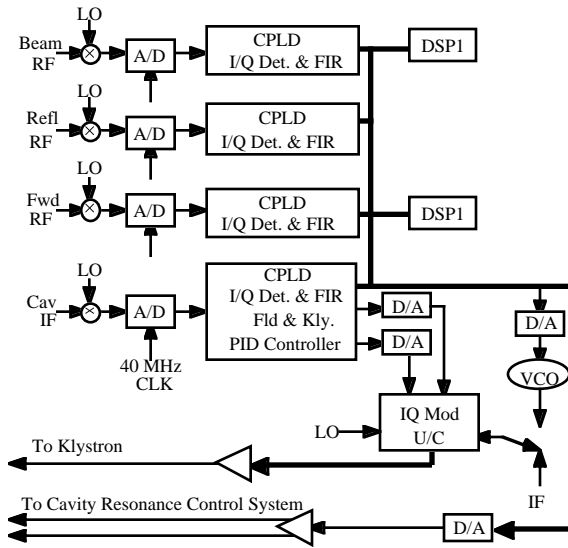 LO
Beam
RF
A/D
CPLD
I/Q Det. & FIR
DSP1
LO
Refl
RF
A/D
CPLD
I/Q Det. & FIR
LO
Fwd
RF
A/D
CPLD
I/Q Det. & FIR
DSP1
LO
Cav
IF
A/D
40 MHz
CLK
CPLD
I/Q Det. & FIR
Fld & Kly.
PID Controller
D/A
D/A
D/A
VCO
LO
IQ Mod
U/C
IF
To Klystron
To Cavity Resonance Control System
D/A